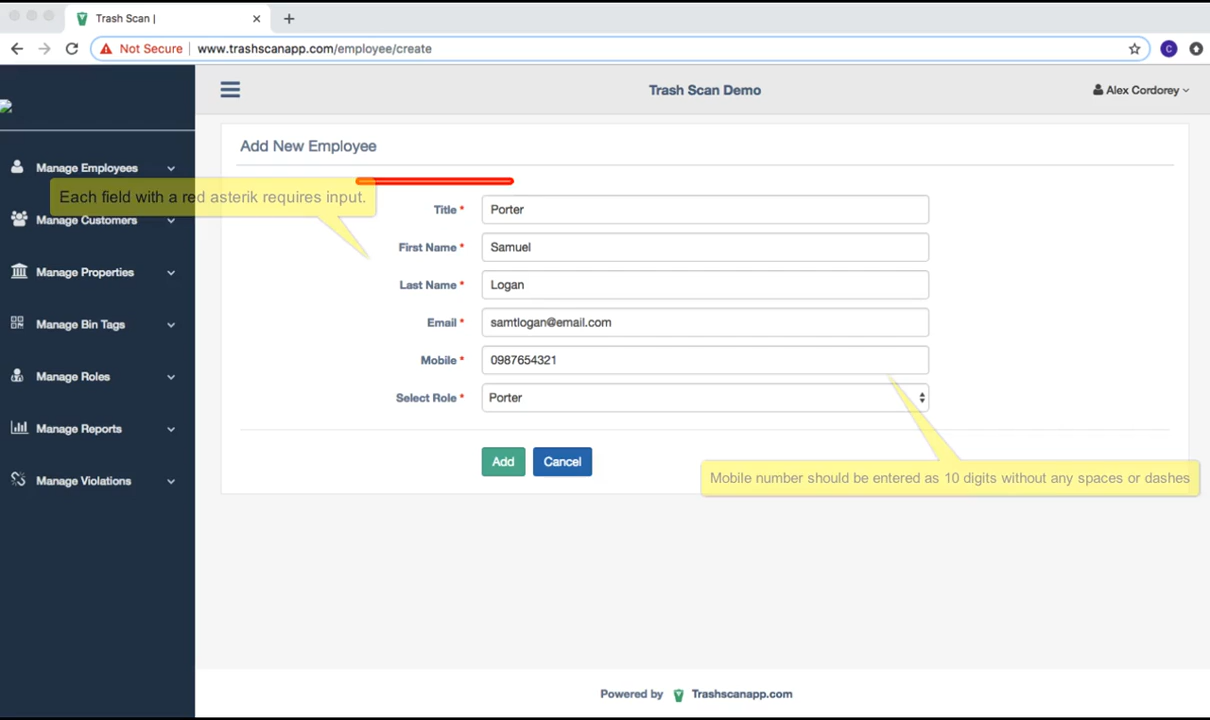 Trash Scan |
Not Secure
www.trashscanapp.com/employee/create
C
Trash Scan Demo
Alex Cordorey
Add New Employee
Manage Employees
Each field with a red asterik requires input.
Manage Customers
Manage Properties
Manage Bin Tags
Manage Roles
Manage Reports
Manage Violations
Title * Porter
First Name * Samuel
Last Name * Logan
Email * samtlogan@email.com
Mobile * 0987654321
Select Role * Porter
Add Cancel
Mobile number should be entered as 10 digits without any spaces or dashes
Powered by Trashscanapp.com